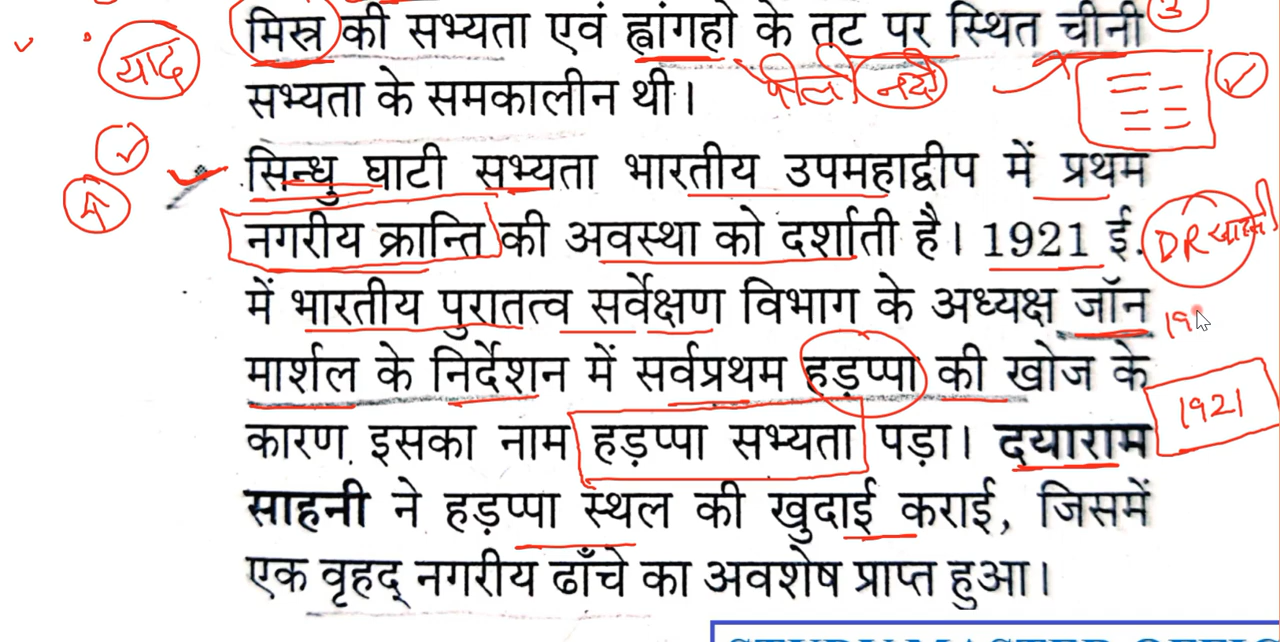 मिस्र की सभ्यता एवं ह्वांगहो के तट पर स्थित चीनी
3
याद
सभ्यता के समकालीन थी।
पीली नदी
सिन्धु घाटी सभ्यता भारतीय उपमहाद्वीप में प्रथम
नगरीय क्रान्ति की अवस्था को दर्शाती है। 1921 ई.
DR साहनी
में भारतीय पुरातत्व सर्वेक्षण विभाग के अध्यक्ष जॉन
मार्शल के निर्देशन में सर्वप्रथम हड़प्पा की खोज के
1921
कारण इसका नाम हड़प्पा सभ्यता पड़ा। दयाराम
साहनी ने हड़प्पा स्थल की खुदाई कराई, जिसमें
एक वृहद् नगरीय ढाँचे का अवशेष प्राप्त हुआ।